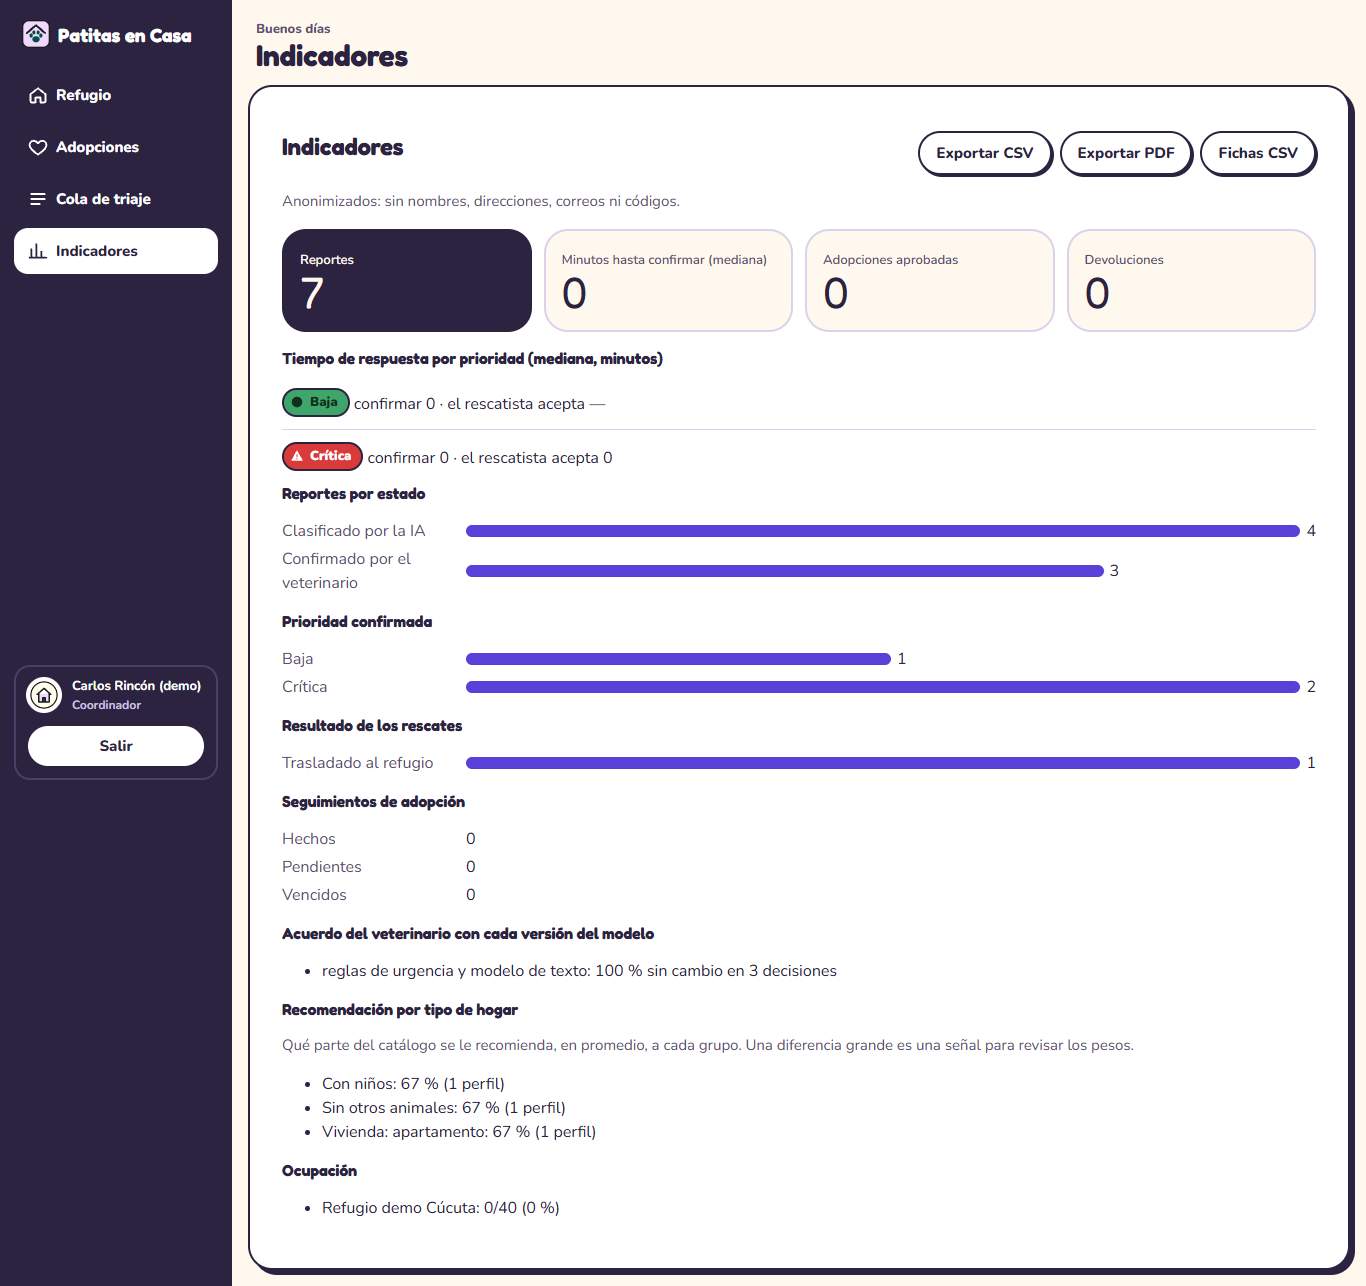 Patitas en Casa
Refugio
Adopciones
Cola de triaje
Indicadores
Carlos Rincón (demo)
Coordinador
Salir
Buenos días
Indicadores
Indicadores
Exportar CSV
Exportar PDF
Fichas CSV
Anonimizados: sin nombres, direcciones, correos ni códigos.
Reportes
7
Minutos hasta confirmar (mediana)
0
Adopciones aprobadas
0
Devoluciones
0
Tiempo de respuesta por prioridad (mediana, minutos)
Baja confirmar 0 · el rescatista acepta —
Crítica confirmar 0 · el rescatista acepta 0
Reportes por estado
Clasificado por la IA 4
Confirmado por el
veterinario 3
Prioridad confirmada
Baja 1
Crítica 2
Resultado de los rescates
Trasladado al refugio 1
Seguimientos de adopción
Hechos 0
Pendientes 0
Vencidos 0
Acuerdo del veterinario con cada versión del modelo
• reglas de urgencia y modelo de texto: 100 % sin cambio en 3 decisiones
Recomendación por tipo de hogar
Qué parte del catálogo se le recomienda, en promedio, a cada grupo. Una diferencia grande es una señal para revisar los pesos.
• Con niños: 67 % (1 perfil)
• Sin otros animales: 67 % (1 perfil)
• Vivienda: apartamento: 67 % (1 perfil)
Ocupación
• Refugio demo Cúcuta: 0/40 (0 %)